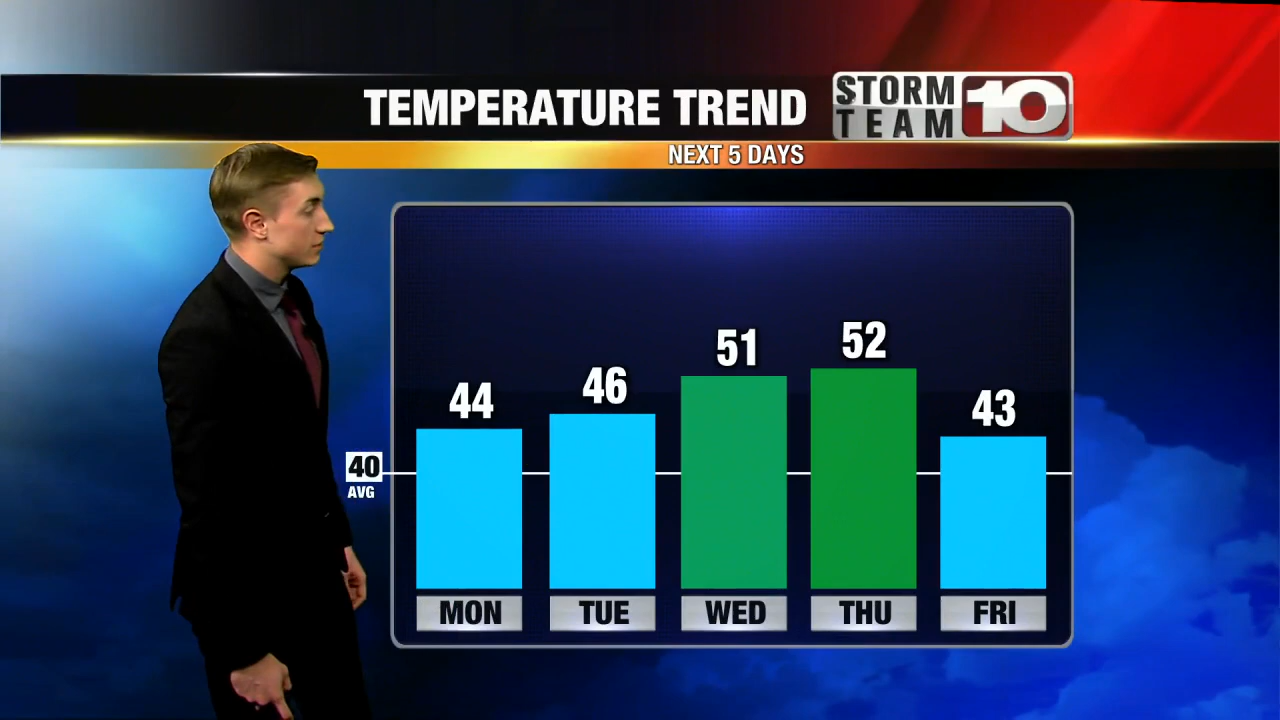 TEMPERATURE TREND
STORM TEAM 10
NEXT 5 DAYS
44 46 51 52 43
40
AVG
MON TUE WED THU FRI